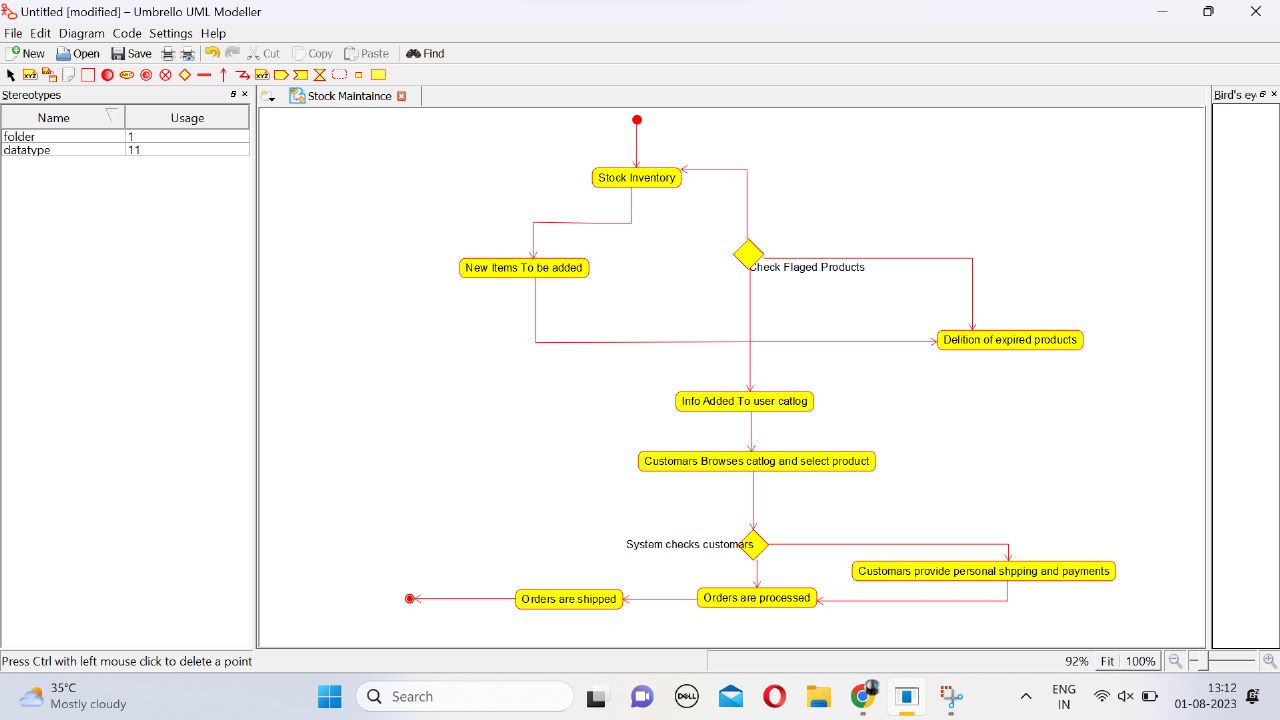 Untitled [modified] – Umbrello UML Modeller
File Edit Diagram Code Settings Help
New Open Save Cut Copy Paste Find
Stereotypes
Stock Maintaince
Bird's ey
Name Usage
folder 1
datatype 11
Stock Inventory
New Items To be added
Check Flaged Products
Delition of expired products
Info Added To user catlog
Customars Browses catlog and select product
System checks customars
Customars provide personal shpping and payments
Orders are shipped
Orders are processed
Press Ctrl with left mouse click to delete a point
92% Fit 100%
35°C
Mostly cloudy
Search
DELL
ENG
IN
13:12
01-08-2023